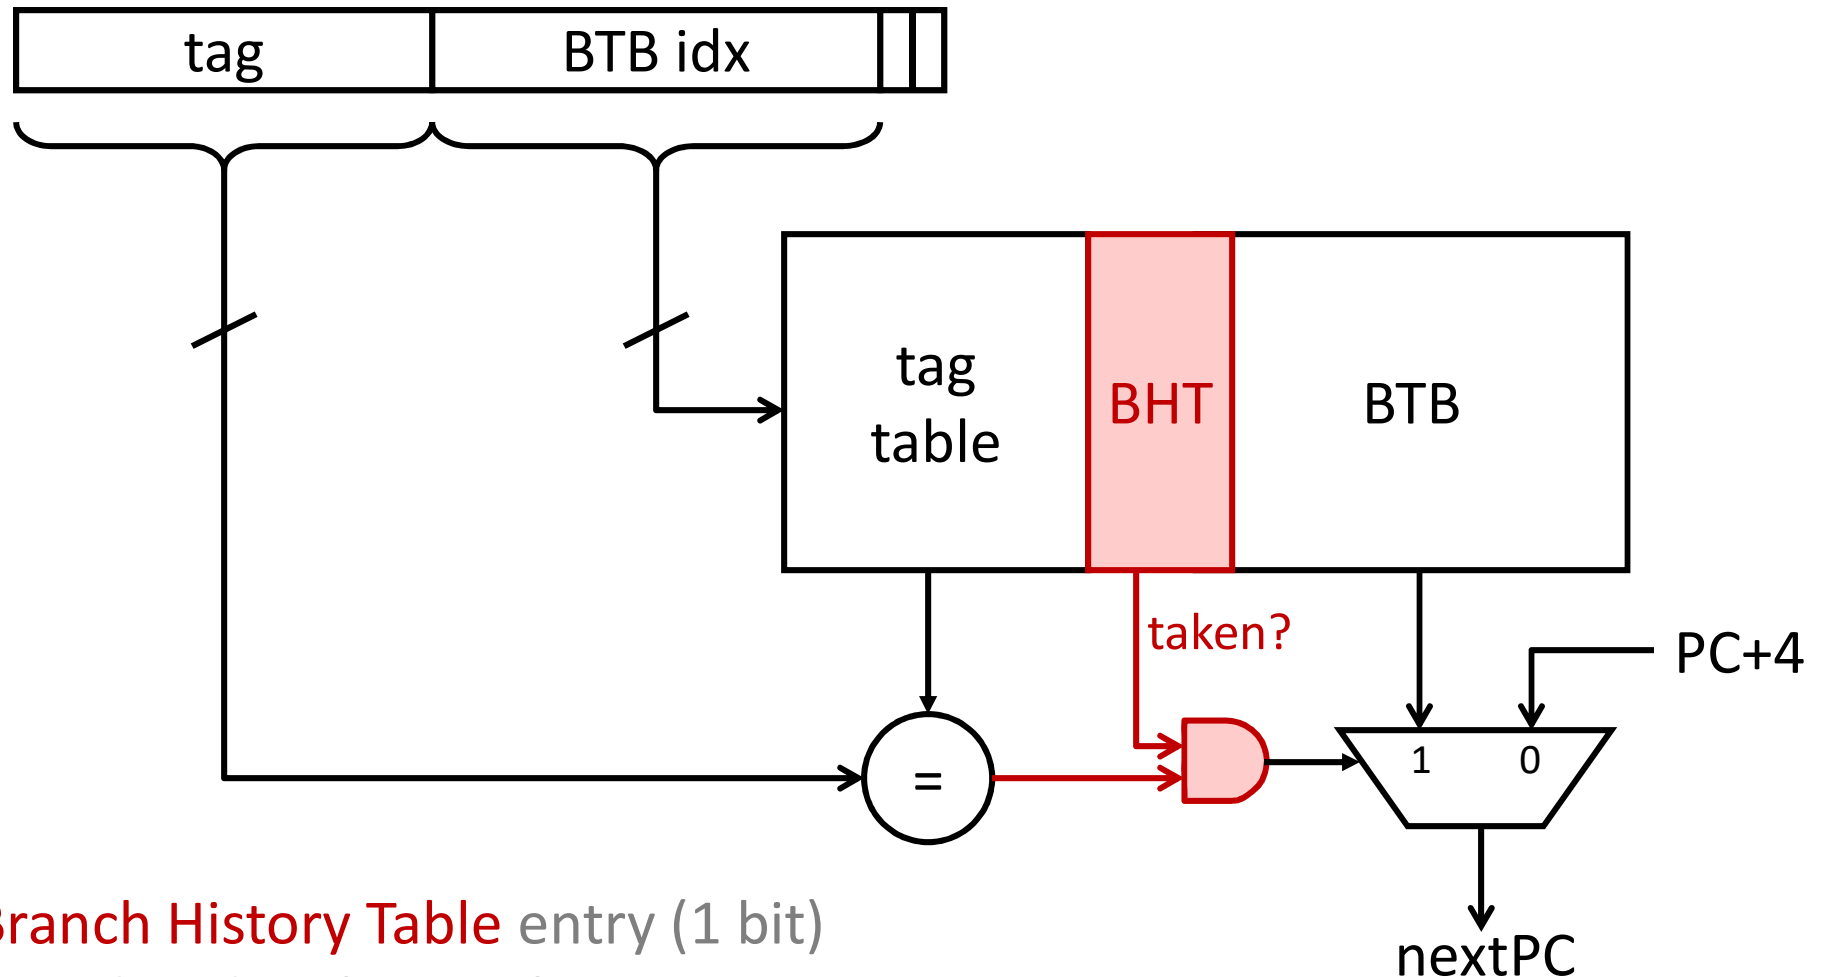 tag
BTB idx
tag
table
BHT
BTB
taken?
PC+4
1
0
=
Branch History Table entry (1 bit)
nextPC